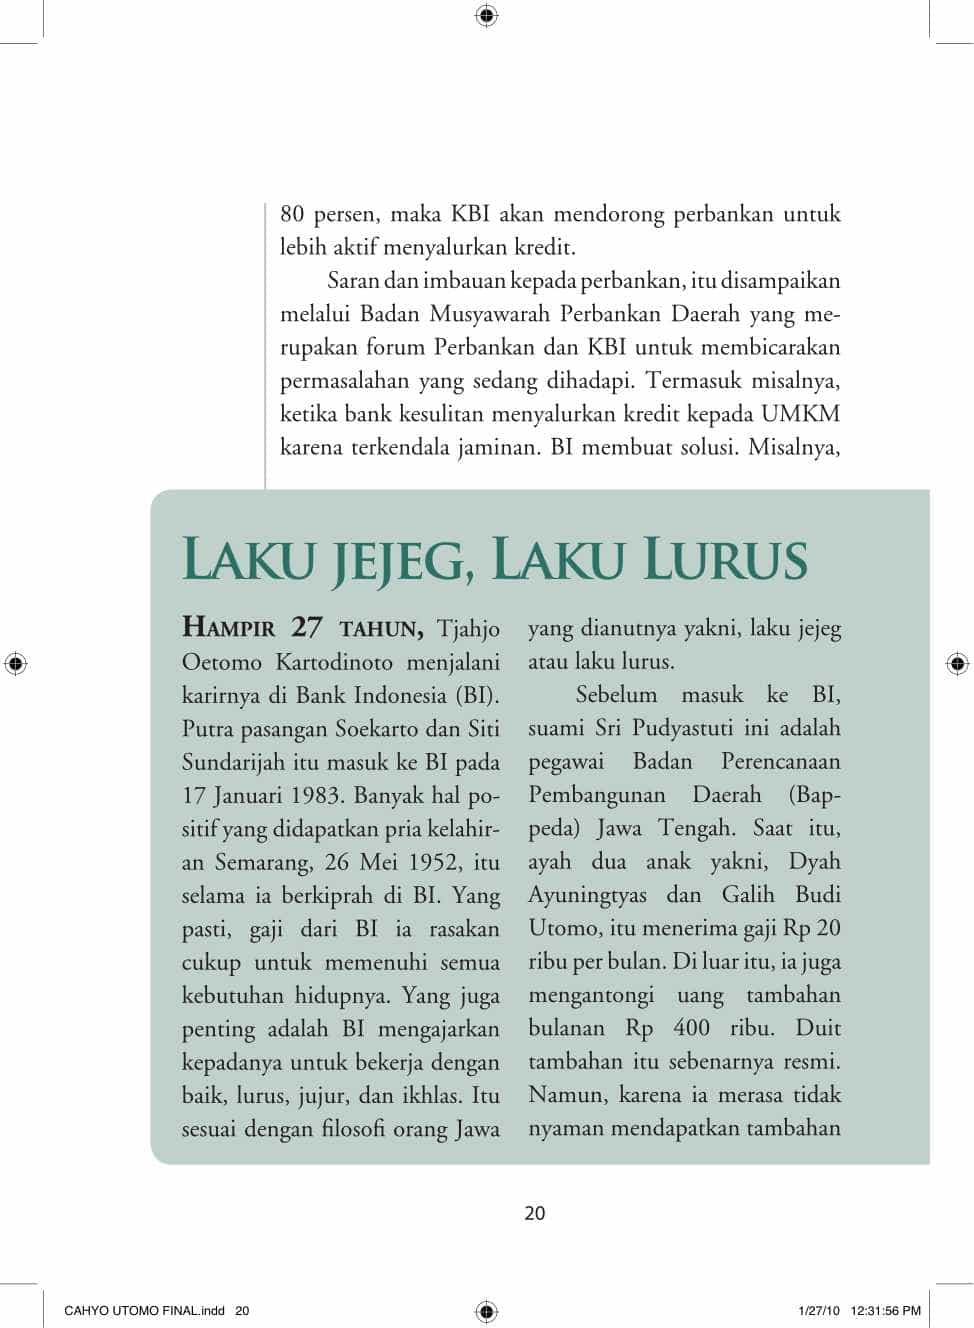 80 persen, maka KBI akan mendorong perbankan untuk
lebih aktif menyalurkan kredit.
Saran dan imbauan kepada perbankan, itu disampaikan
melalui Badan Musyawarah Perbankan Daerah yang me-
rupakan forum Perbankan dan KBI untuk membicarakan
permasalahan yang sedang dihadapi. Termasuk misalnya,
ketika bank kesulitan menyalurkan kredit kepada UMKM
karena terkendala jaminan. BI membuat solusi. Misalnya,
LAKU JEJEG, LAKU LURUS
HAMPIR 27 TAHUN, Tjahjo
Oetomo Kartodinoto menjalani
karirnya di Bank Indonesia (BI).
Putra pasangan Soekarto dan Siti
Sundarijah itu masuk ke BI pada
17 Januari 1983. Banyak hal po-
sitif yang didapatkan pria kelahir-
an Semarang, 26 Mei 1952, itu
selama ia berkiprah di BI. Yang
pasti, gaji dari BI ia rasakan
cukup untuk memenuhi semua
kebutuhan hidupnya. Yang juga
penting adalah BI mengajarkan
kepadanya untuk bekerja dengan
baik, lurus, jujur, dan ikhlas. Itu
sesuai dengan filosofi orang Jawa
yang dianutnya yakni, laku jejeg
atau laku lurus.
Sebelum masuk ke BI,
suami Sri Pudyastuti ini adalah
pegawai Badan Perencanaan
Pembangunan Daerah (Bap-
peda) Jawa Tengah. Saat itu,
ayah dua anak yakni, Dyah
Ayuningtyas dan Galih Budi
Utomo, itu menerima gaji Rp 20
ribu per bulan. Di luar itu, ia juga
mengantongi uang tambahan
bulanan Rp 400 ribu. Duit
tambahan itu sebenarnya resmi.
Namun, karena ia merasa tidak
nyaman mendapatkan tambahan
20
CAHYO UTOMO FINAL.indd 20
1/27/10 12:31:56 PM